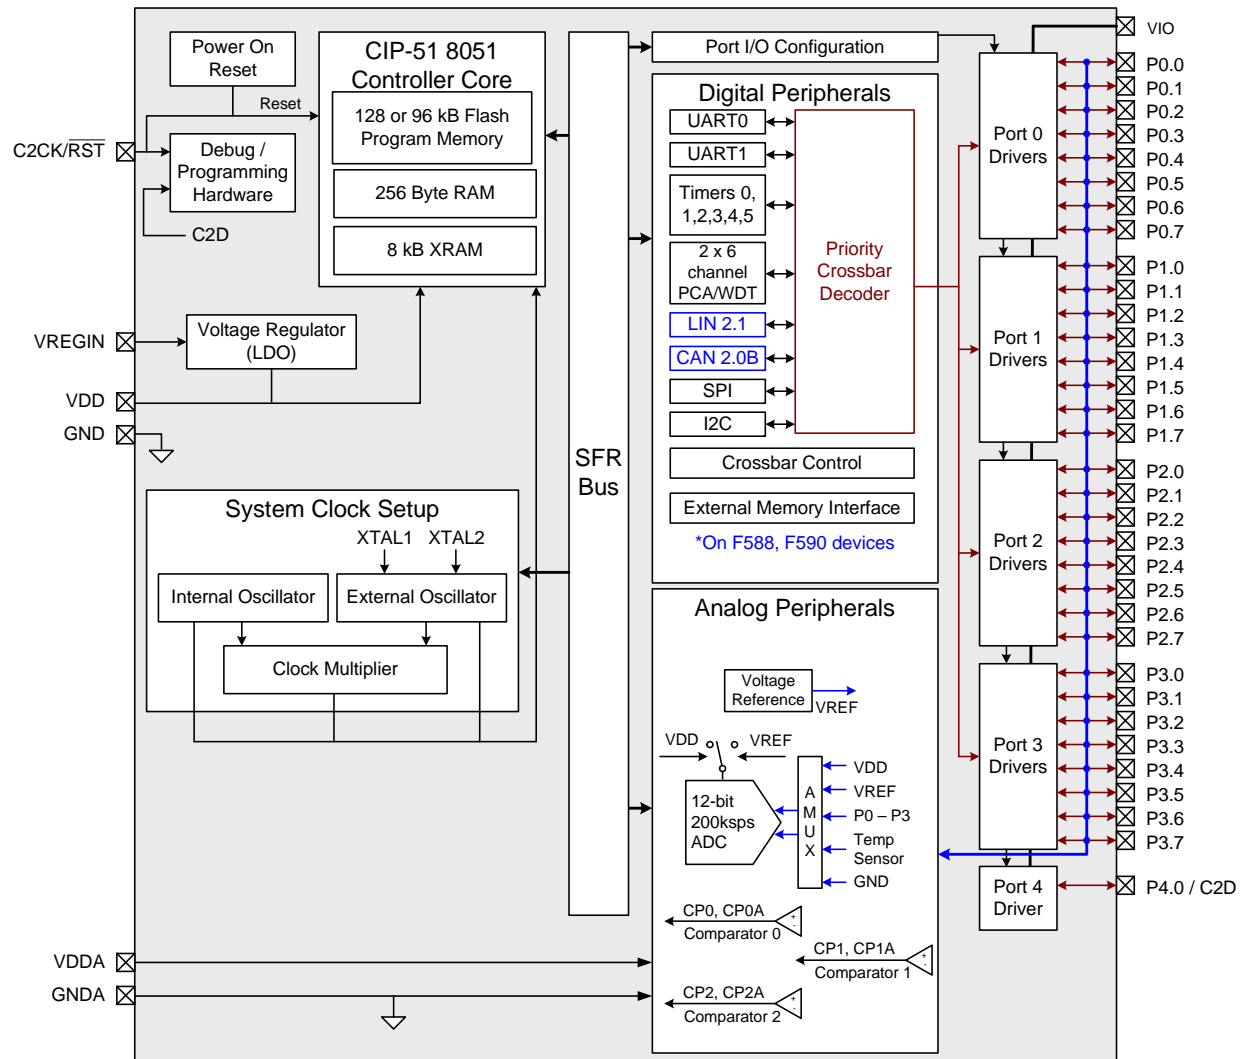 Power On
Reset
Reset
C2CK/RST
Debug /
Programming
Hardware
C2D
CIP-51 8051
Controller Core
128 or 96 kB Flash
Program Memory
256 Byte RAM
8 kB XRAM
VREGIN
Voltage Regulator
(LDO)
VDD
GND
System Clock Setup
XTAL1
XTAL2
Internal Oscillator
External Oscillator
Clock Multiplier
VDDA
GNDA
SFR
Bus
Port I/O Configuration
Digital Peripherals
UART0
UART1
Timers 0,
1,2,3,4,5
2 x 6
channel
PCA/WDT
LIN 2.1
CAN 2.0B
SPI
I2C
Priority
Crossbar
Decoder
Crossbar Control
External Memory Interface
*On F588, F590 devices
Analog Peripherals
Voltage
Reference
VREF
VDD
VREF
12-bit
200ksps
ADC
A
M
U
X
VDD
VREF
P0 – P3
Temp
Sensor
GND
CP0, CP0A
Comparator 0
CP1, CP1A
Comparator 1
CP2, CP2A
Comparator 2
Port 0
Drivers
Port 1
Drivers
Port 2
Drivers
Port 3
Drivers
Port 4
Driver
VIO
P0.0
P0.1
P0.2
P0.3
P0.4
P0.5
P0.6
P0.7
P1.0
P1.1
P1.2
P1.3
P1.4
P1.5
P1.6
P1.7
P2.0
P2.1
P2.2
P2.3
P2.4
P2.5
P2.6
P2.7
P3.0
P3.1
P3.2
P3.3
P3.4
P3.5
P3.6
P3.7
P4.0 / C2D